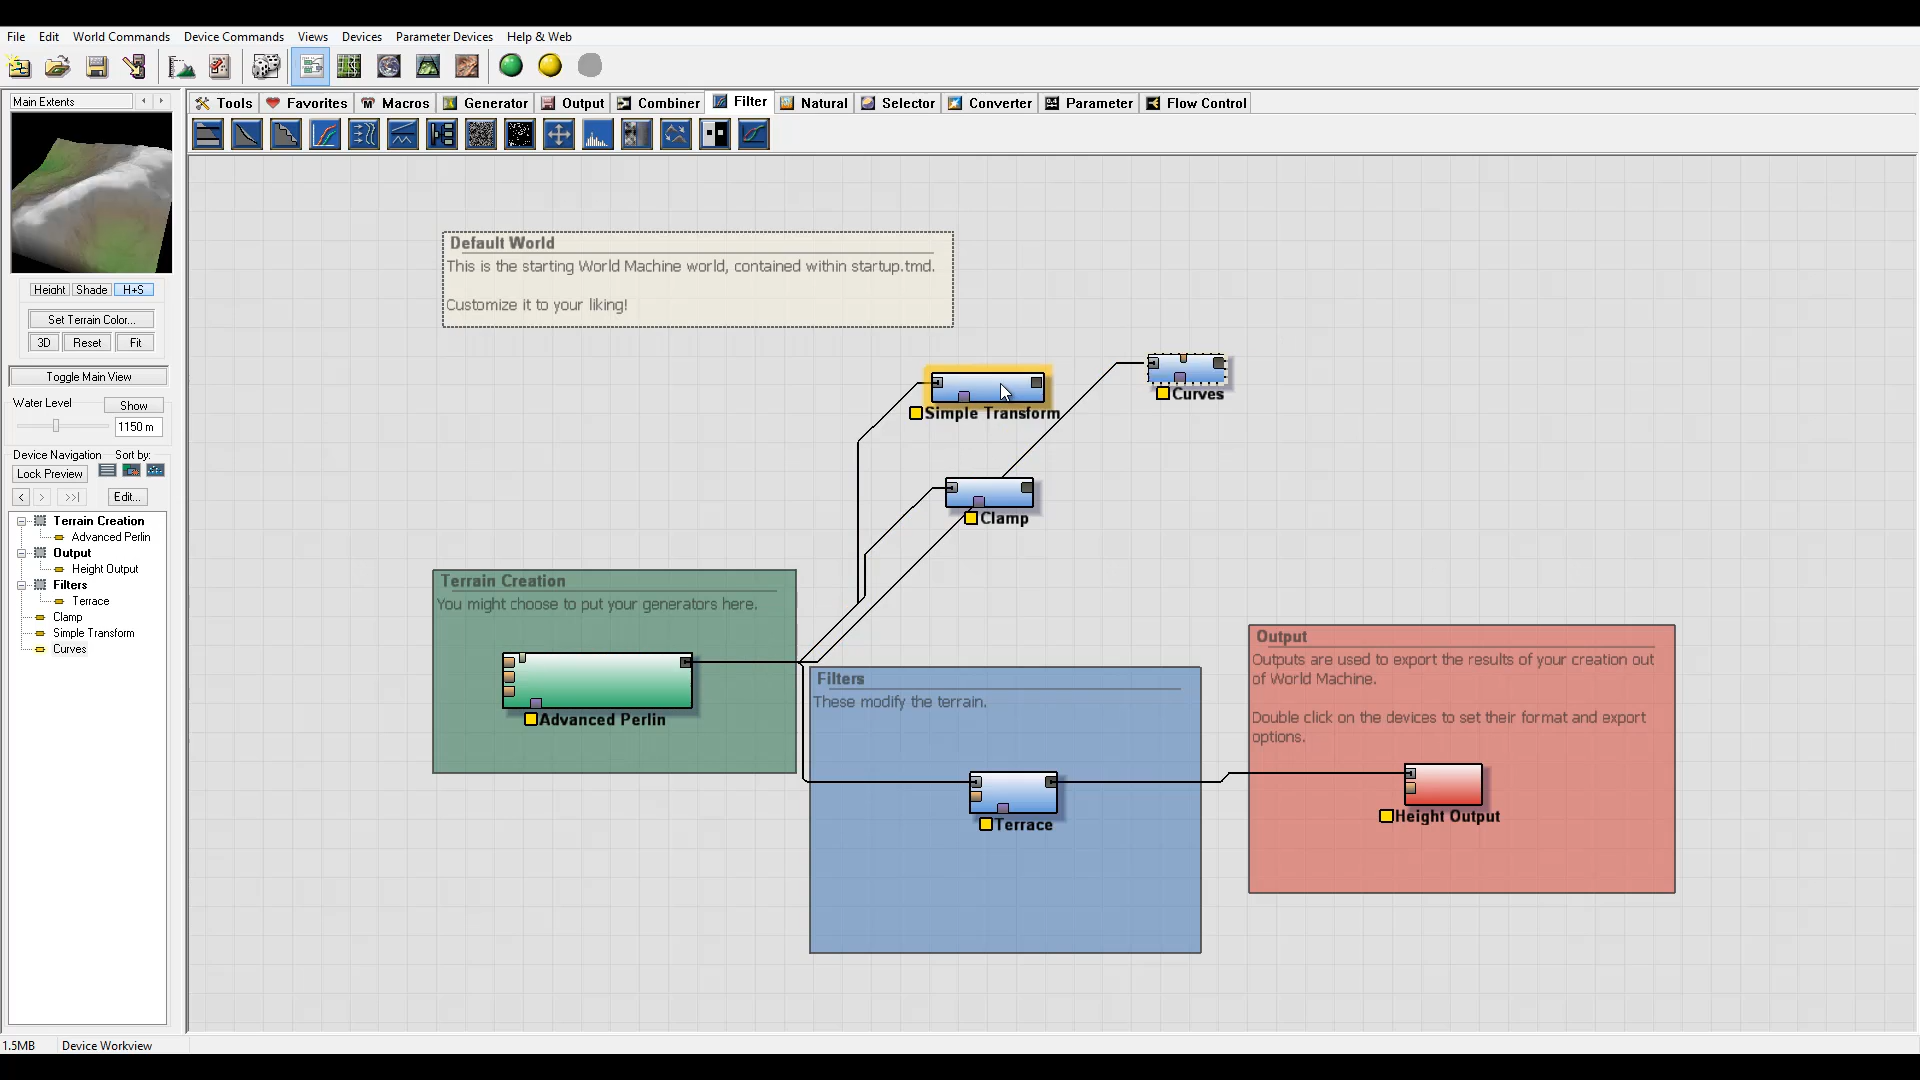 File Edit World Commands Device Commands Views Devices Parameter Devices Help & Web
Main Extents
Tools Favorites Macros Generator Output Combiner Filter Natural Selector Converter Parameter Flow Control
Height Shade H+S
Set Terrain Color...
3D Reset Fit
Toggle Main View
Water Level Show
1150 m
Device Navigation Sort by:
Lock Preview
< > >>| Edit...
Terrain Creation
Advanced Perlin
Output
Height Output
Filters
Terrace
Clamp
Simple Transform
Curves
Default World
This is the starting World Machine world, contained within startup.tmd.
Customize it to your liking!
Simple Transform
Curves
Clamp
Terrain Creation
You might choose to put your generators here.
Advanced Perlin
Filters
These modify the terrain.
Terrace
Output
Outputs are used to export the results of your creation out
of World Machine.
Double click on the devices to set their format and export
options.
Height Output
1.5MB Device Workview